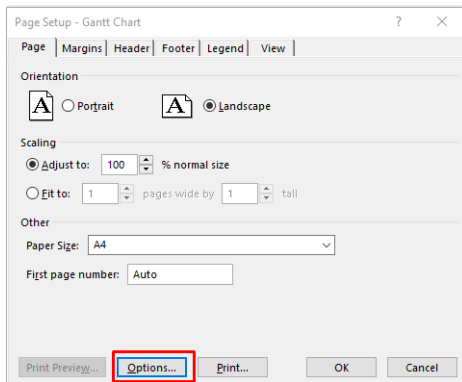 Page Setup - Gantt Chart ? ×
Page Margins Header Footer Legend View
Orientation
A Portrait A Landscape
Scaling
Adjust to: 100 % normal size
Fit to: 1 pages wide by 1 tall
Other
Paper Size: A4
First page number: Auto
Print Preview... Options... Print... OK Cancel